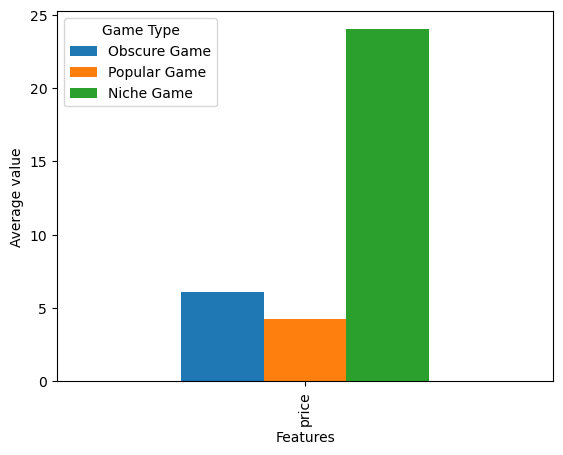 25
20
15
10
5
0
Average value
Game Type
Obscure Game
Popular Game
Niche Game
price
Features